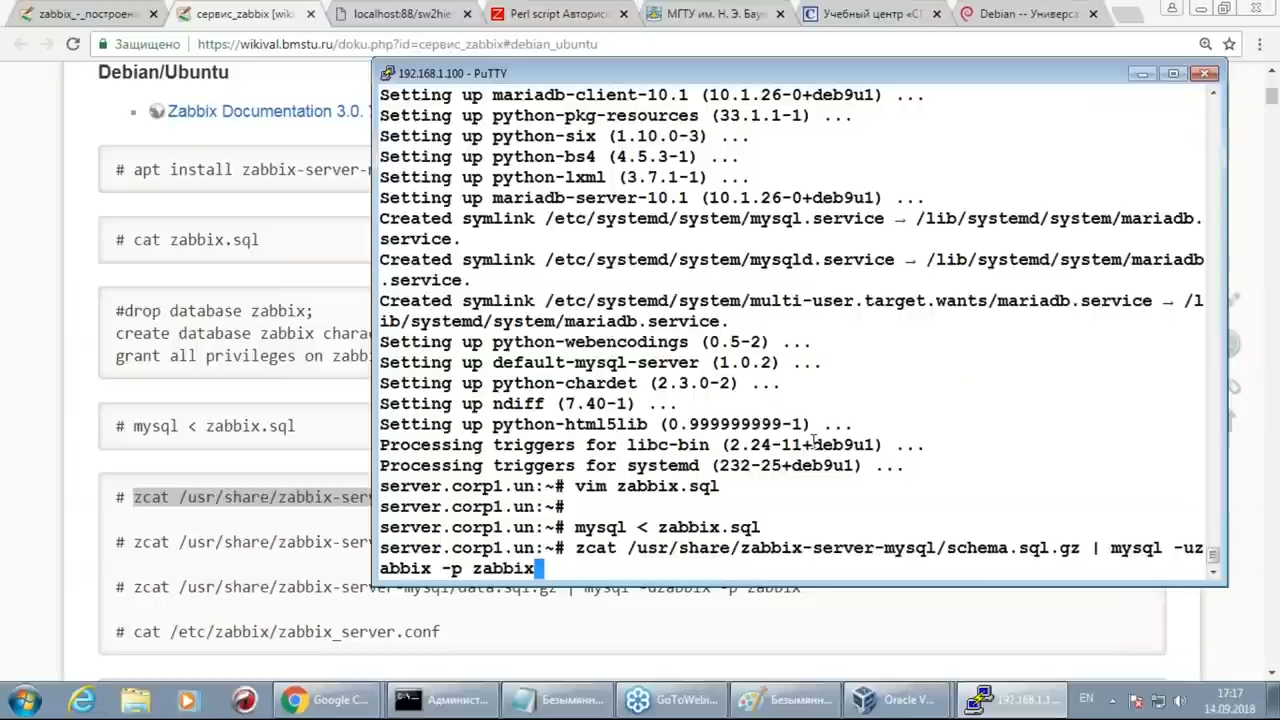 zabbix_-_построени
сервис_zabbix [wiki
localhost:88/sw2hie
Perl script Авторис
МГТУ им. Н. Э. Баум
Учебный центр «С
Debian -- Универса
Защищено
https://wikival.bmstu.ru/doku.php?id=сервис_zabbix#debian_ubuntu
Debian/Ubuntu
Zabbix Documentation 3.0.
# apt install zabbix-server-
# cat zabbix.sql
#drop database zabbix;
create database zabbix chara
grant all privileges on zabb
# mysql < zabbix.sql
# zcat /usr/share/zabbix-ser
# zcat /usr/share/zabbix-ser
# zcat /usr/share/zabbix-server-mysql/data.sql.gz | mysql -uzabbix -p zabbix
# cat /etc/zabbix/zabbix_server.conf
192.168.1.100 - PuTTY
Setting up mariadb-client-10.1 (10.1.26-0+deb9u1) ...
Setting up python-pkg-resources (33.1.1-1) ...
Setting up python-six (1.10.0-3) ...
Setting up python-bs4 (4.5.3-1) ...
Setting up python-lxml (3.7.1-1) ...
Setting up mariadb-server-10.1 (10.1.26-0+deb9u1) ...
Created symlink /etc/systemd/system/mysql.service → /lib/systemd/system/mariadb.
service.
Created symlink /etc/systemd/system/mysqld.service → /lib/systemd/system/mariadb
.service.
Created symlink /etc/systemd/system/multi-user.target.wants/mariadb.service → /l
ib/systemd/system/mariadb.service.
Setting up python-webencodings (0.5-2) ...
Setting up default-mysql-server (1.0.2) ...
Setting up python-chardet (2.3.0-2) ...
Setting up ndiff (7.40-1) ...
Setting up python-html5lib (0.999999999-1) ...
Processing triggers for libc-bin (2.24-11+deb9u1) ...
Processing triggers for systemd (232-25+deb9u1) ...
server.corp1.un:~# vim zabbix.sql
server.corp1.un:~#
server.corp1.un:~# mysql < zabbix.sql
server.corp1.un:~# zcat /usr/share/zabbix-server-mysql/schema.sql.gz | mysql -uz
abbix -p zabbix
Google C...
Админист...
Безымянн...
GoToWebi...
Безымянн...
Oracle V...
192.168.1.1...
EN
17:17
14.09.2018